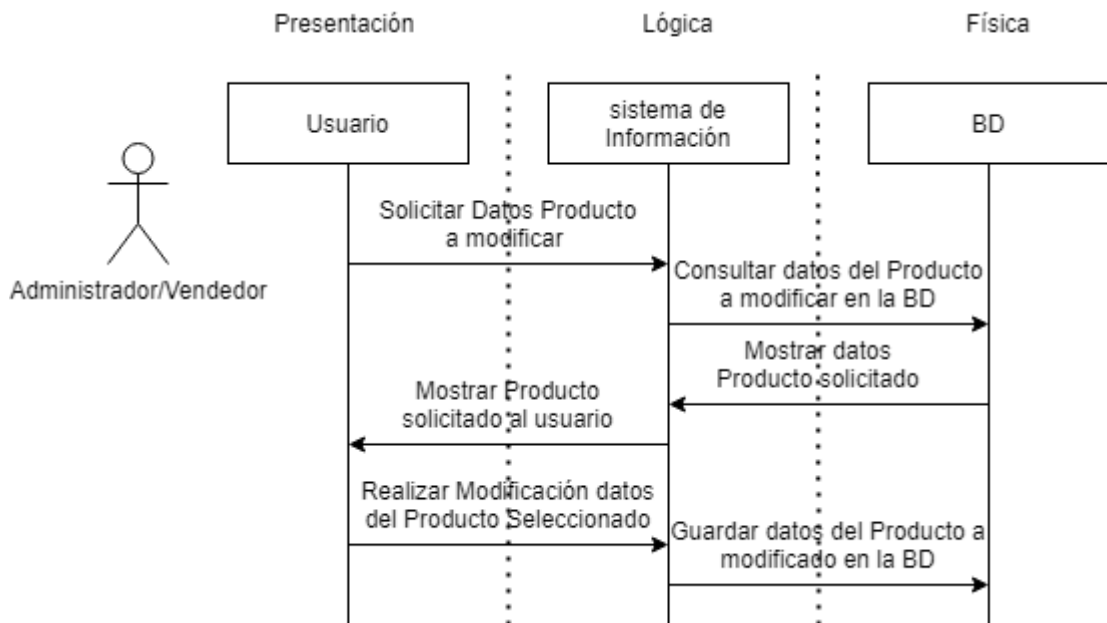 Presentación
Lógica
Física
Usuario
sistema de
Información
BD
Administrador/Vendedor
Solicitar Datos Producto
a modificar
Consultar datos del Producto
a modificar en la BD
Mostrar datos
Producto solicitado
Mostrar Producto
solicitado al usuario
Realizar Modificación datos
del Producto Seleccionado
Guardar datos del Producto a
modificado en la BD